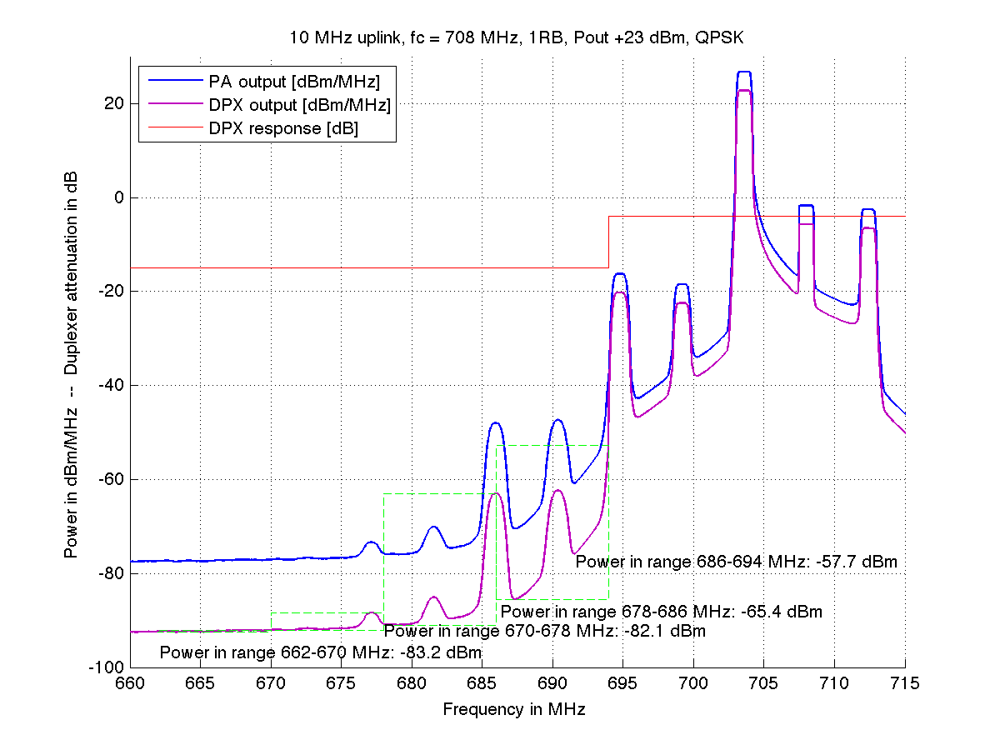 10 MHz uplink, fc = 708 MHz, 1RB, Pout +23 dBm, QPSK
PA output [dBm/MHz]
DPX output [dBm/MHz]
DPX response [dB]
Power in dBm/MHz -- Duplexer attenuation in dB
20
0
-20
-40
-60
-80
-100
Power in range 686-694 MHz: -57.7 dBm
Power in range 678-686 MHz: -65.4 dBm
Power in range 670-678 MHz: -82.1 dBm
Power in range 662-670 MHz: -83.2 dBm
660 665 670 675 680 685 690 695 700 705 710 715
Frequency in MHz